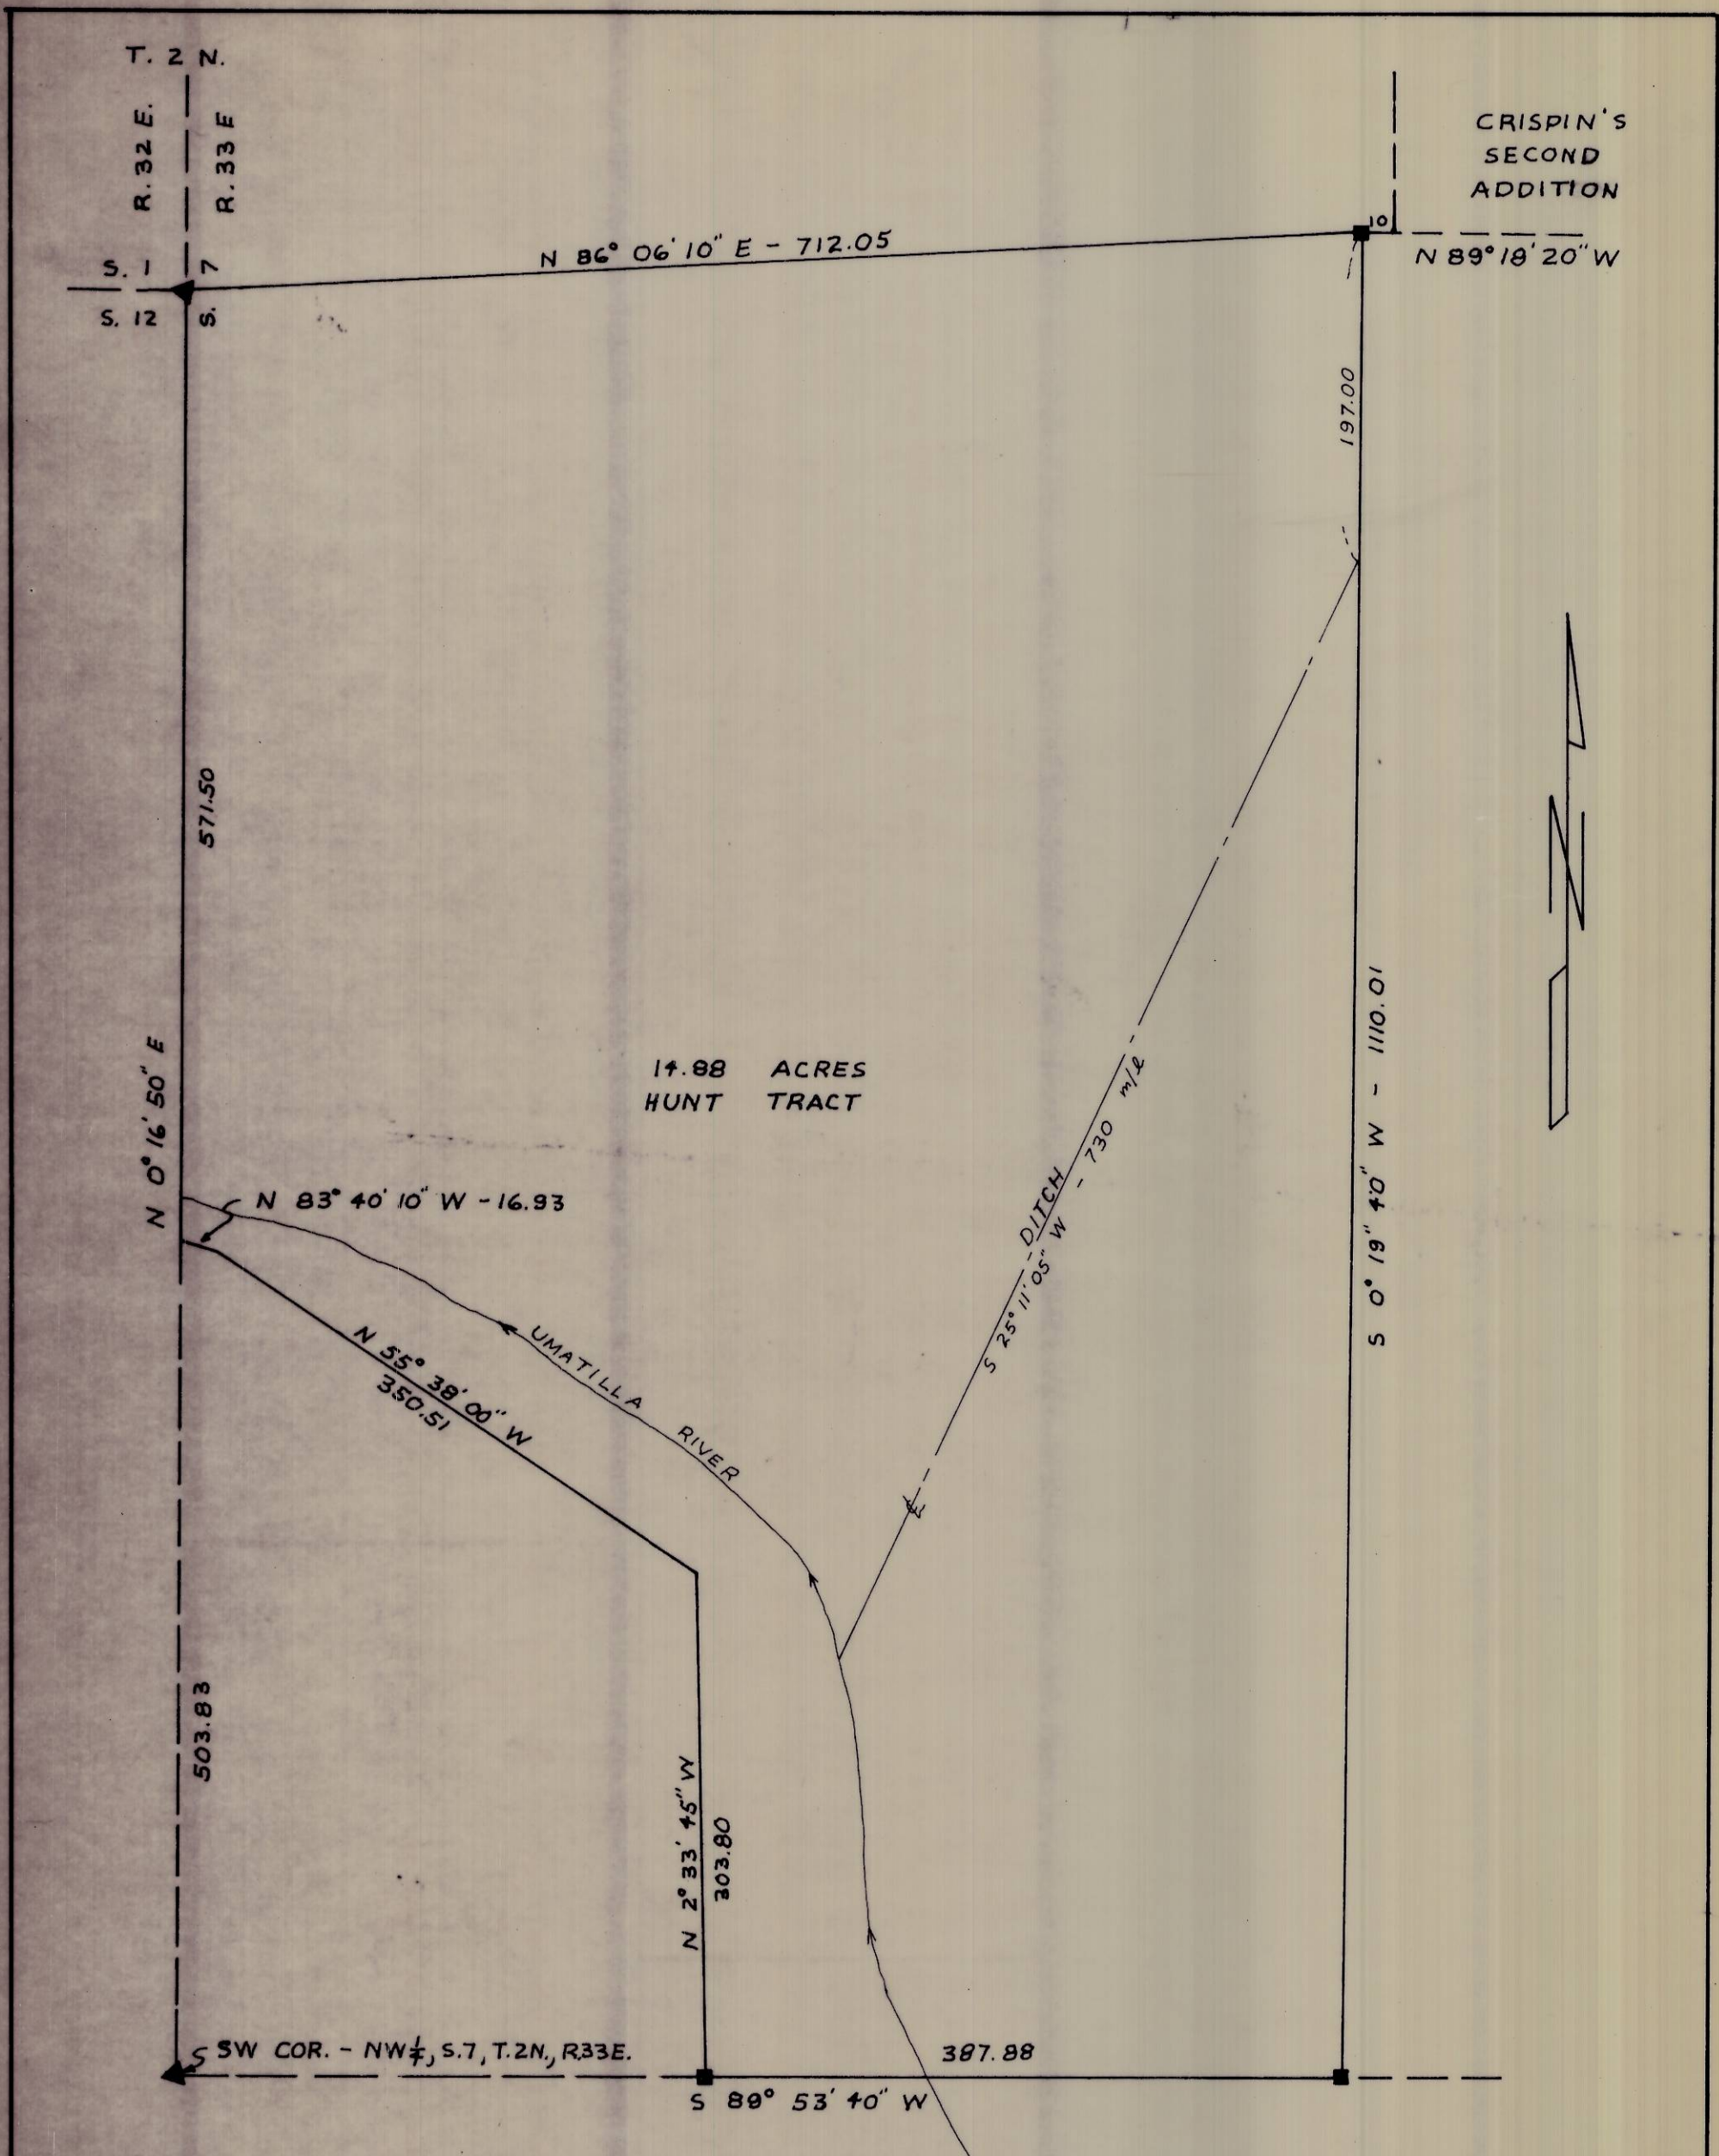 T. 2 N.
R. 32 E.
R. 33 E
CRISPIN'S
SECOND
ADDITION
10
N 86° 06' 10" E - 712.05
N 89° 18' 20" W
S. 1
7
S. 12
S.
197.00
571.50
N 0° 16' 50" E
14.88 ACRES
HUNT TRACT
N
S 0° 19" 40" W - 1110.01
DITCH
S 25° 11' 05" W - 730 m/l
N 83° 40' 10" W - 16.93
UMATILLA RIVER
N 55° 38' 00" W
350.51
℄
503.83
N 2° 33' 45" W
303.80
SW COR. - NW¼, S.7, T.2N., R.33E.
387.88
S 89° 53' 40" W